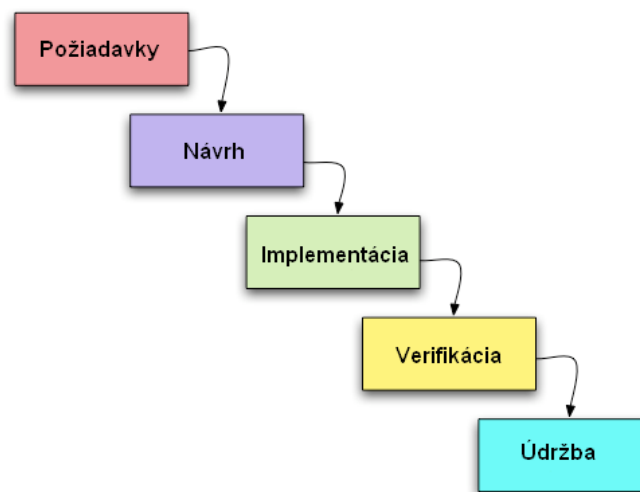 Požiadavky
Návrh
Implementácia
Verifikácia
Údržba